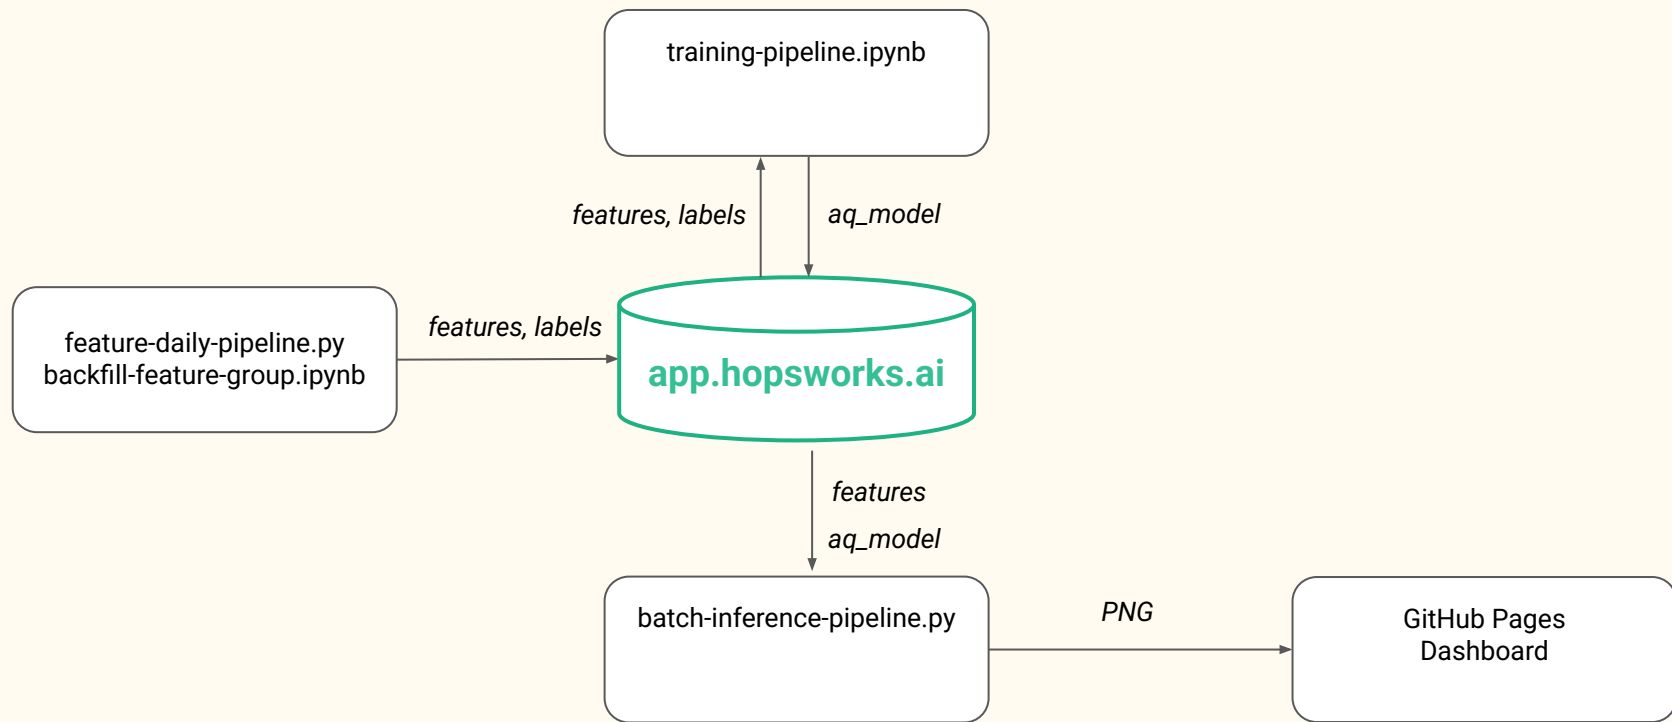 training-pipeline.ipynb
features, labels
aq_model
feature-daily-pipeline.py
backfill-feature-group.ipynb
features, labels
app.hopsworks.ai
features
aq_model
batch-inference-pipeline.py
PNG
GitHub Pages
Dashboard